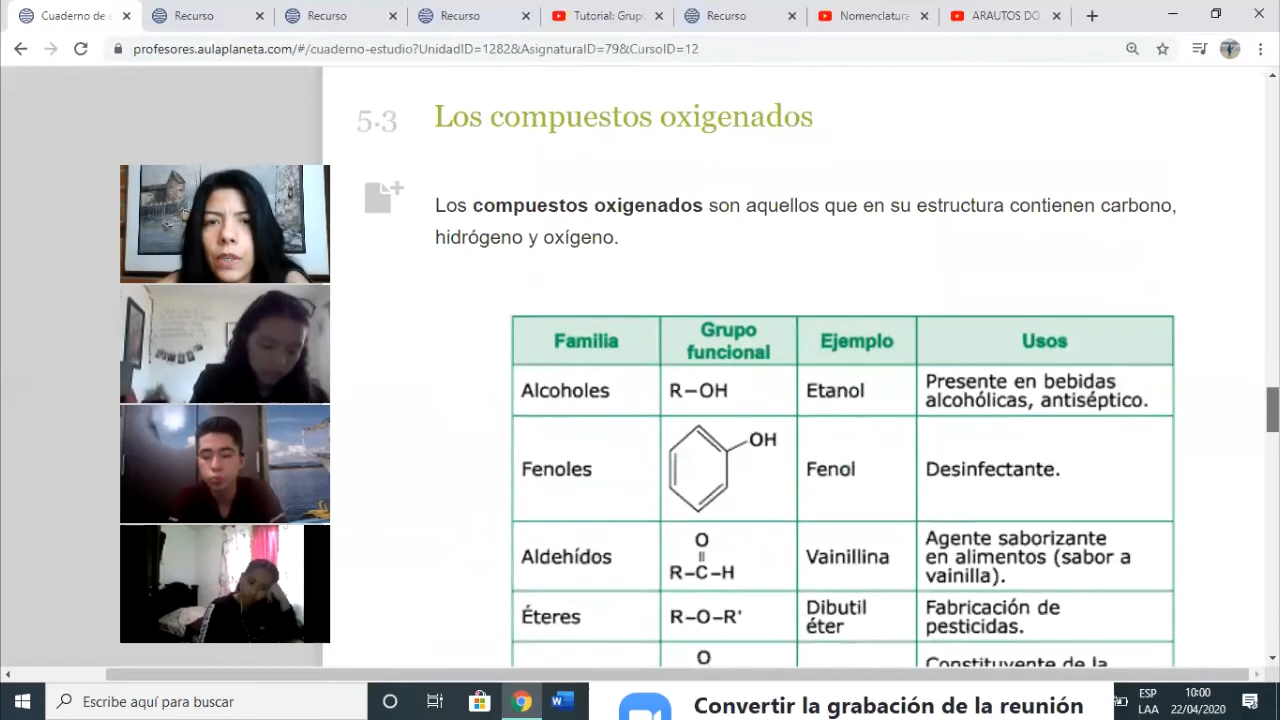 Cuaderno de
Recurso
Recurso
Recurso
Tutorial: Grup
Recurso
Nomenclatura
ARAUTOS DO
profesores.aulaplaneta.com/#/cuaderno-estudio?UnidadID=1282&AsignaturaID=79&CursoID=12
5.3 Los compuestos oxigenados
Los compuestos oxigenados son aquellos que en su estructura contienen carbono,
hidrógeno y oxígeno.
Familia
Grupo
funcional
Ejemplo
Usos
Alcoholes
R–OH
Etanol
Presente en bebidas
alcohólicas, antiséptico.
Fenoles
OH
Fenol
Desinfectante.
Aldehídos
O
R–C–H
Vainillina
Agente saborizante
en alimentos (sabor a
vainilla).
Éteres
R–O–R'
Dibutil
éter
Fabricación de
pesticidas.
O
Constituyente de la
Escribe aquí para buscar
Convertir la grabación de la reunión
ESP
LAA
10:00
22/04/2020